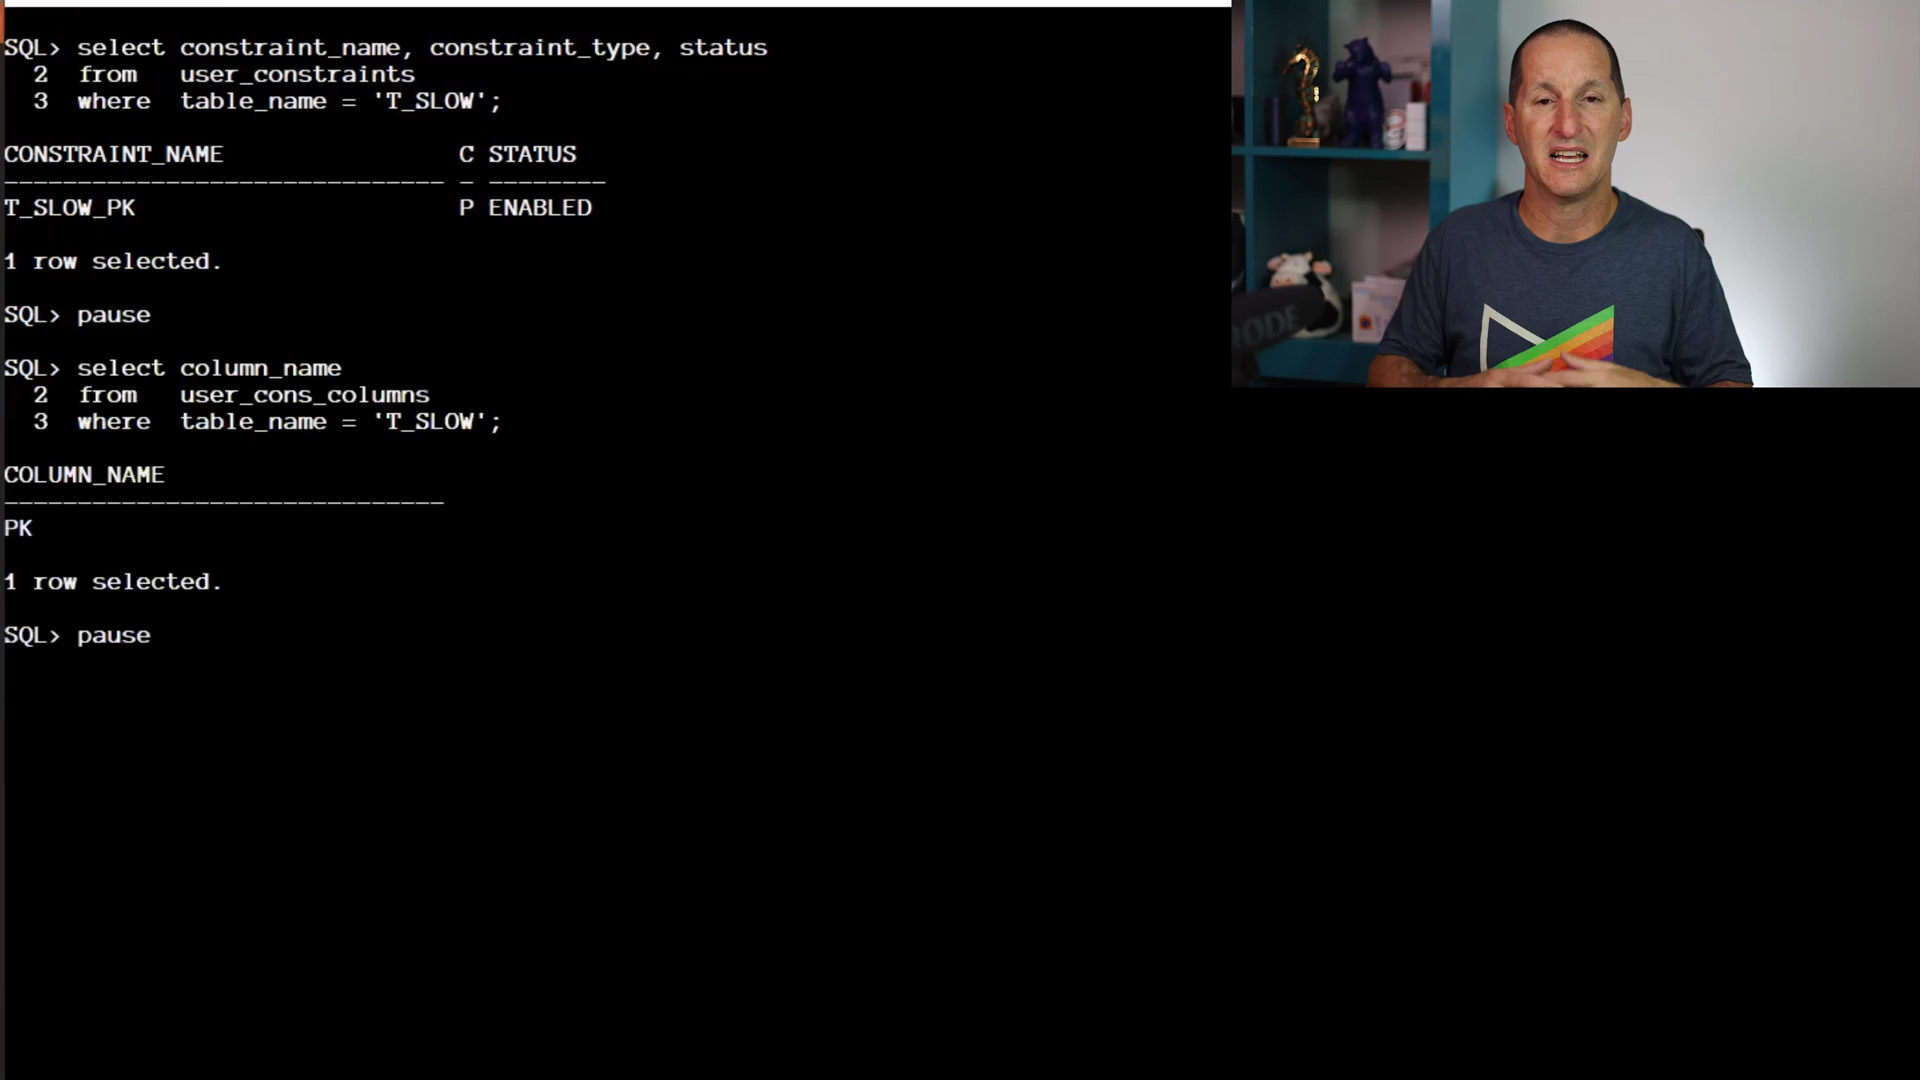 SQL> select constraint_name, constraint_type, status
  2  from   user_constraints
  3  where  table_name = 'T_SLOW';
CONSTRAINT_NAME                C STATUS
------------------------------ - --------
T_SLOW_PK                      P ENABLED
1 row selected.
SQL> pause
SQL> select column_name
  2  from   user_cons_columns
  3  where  table_name = 'T_SLOW';
COLUMN_NAME
------------------------------
PK
1 row selected.
SQL> pause
RODE